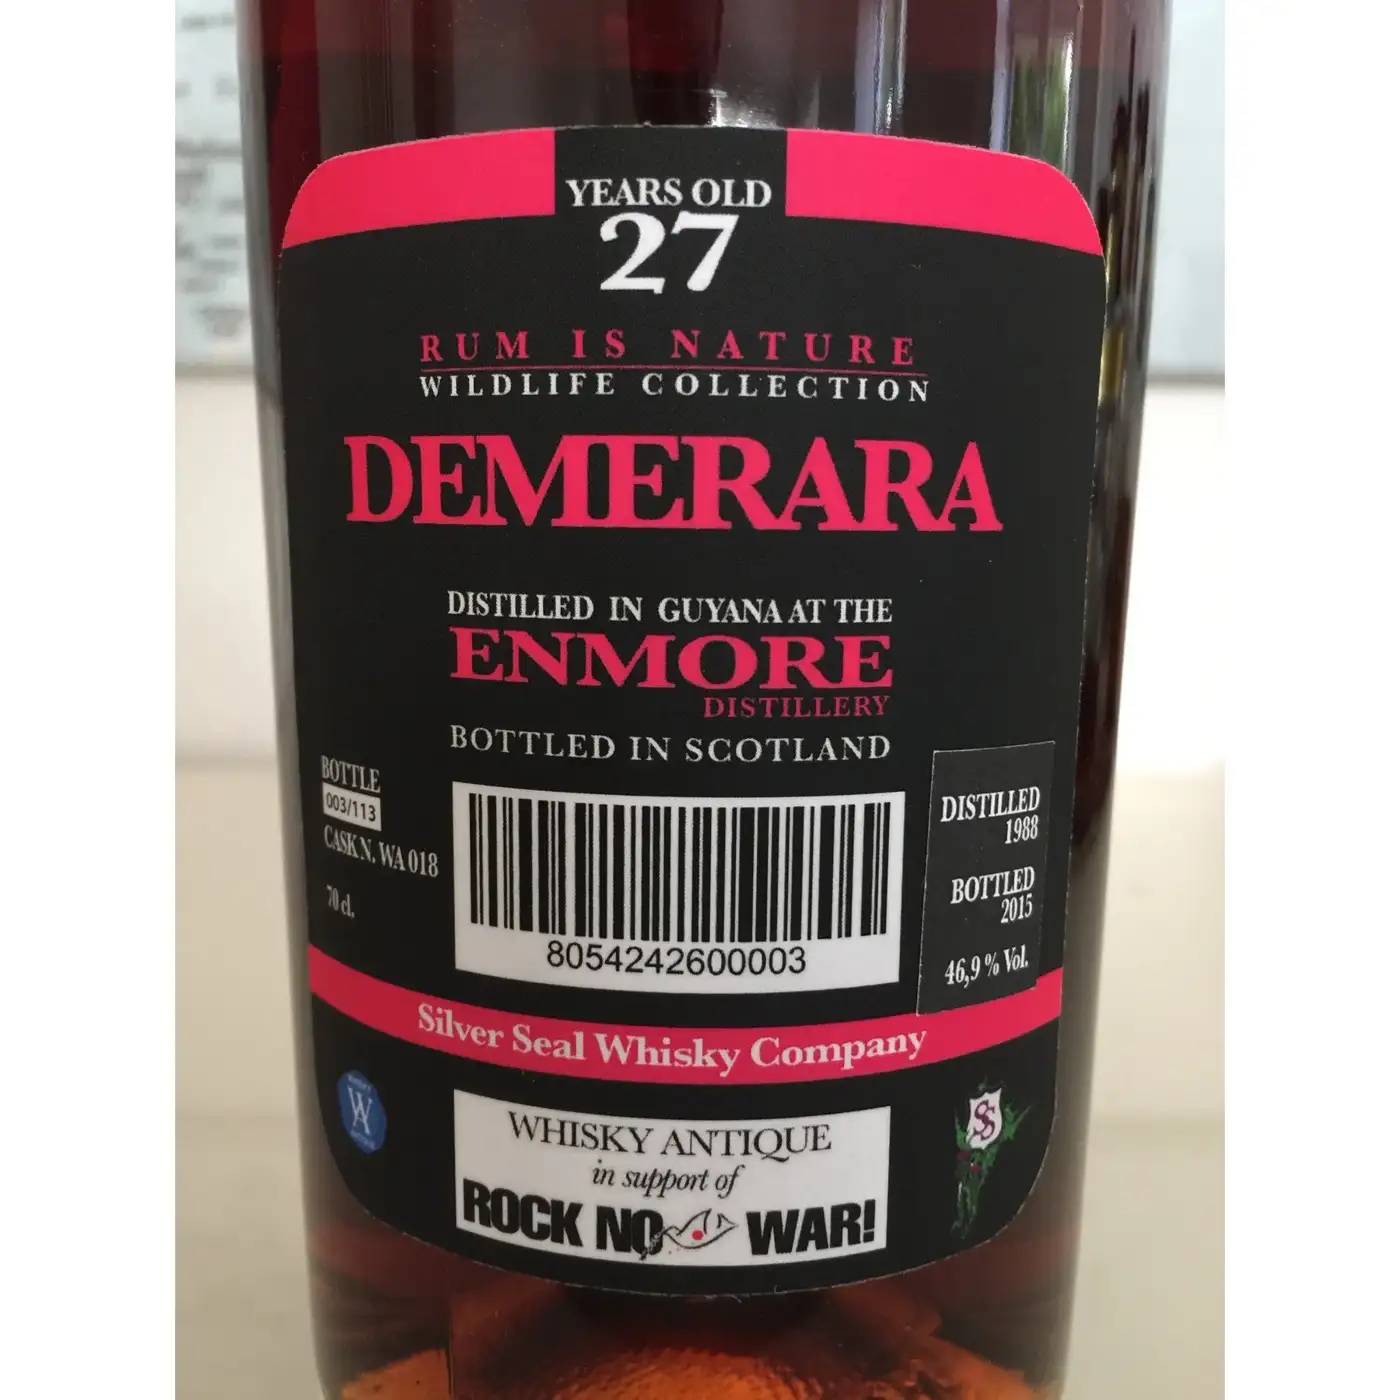 YEARS OLD
27
RUM IS NATURE
WILDLIFE COLLECTION
DEMERARA
DISTILLED IN GUYANA AT THE
ENMORE
DISTILLERY
BOTTLED IN SCOTLAND
BOTTLE
003/113
CASK N. WA 018
70 cl.
8054242600003
DISTILLED
1988
BOTTLED
2015
46,9 % Vol.
Silver Seal Whisky Company
WA
WHISKY ANTIQUE
in support of
ROCK NO WAR!
SS